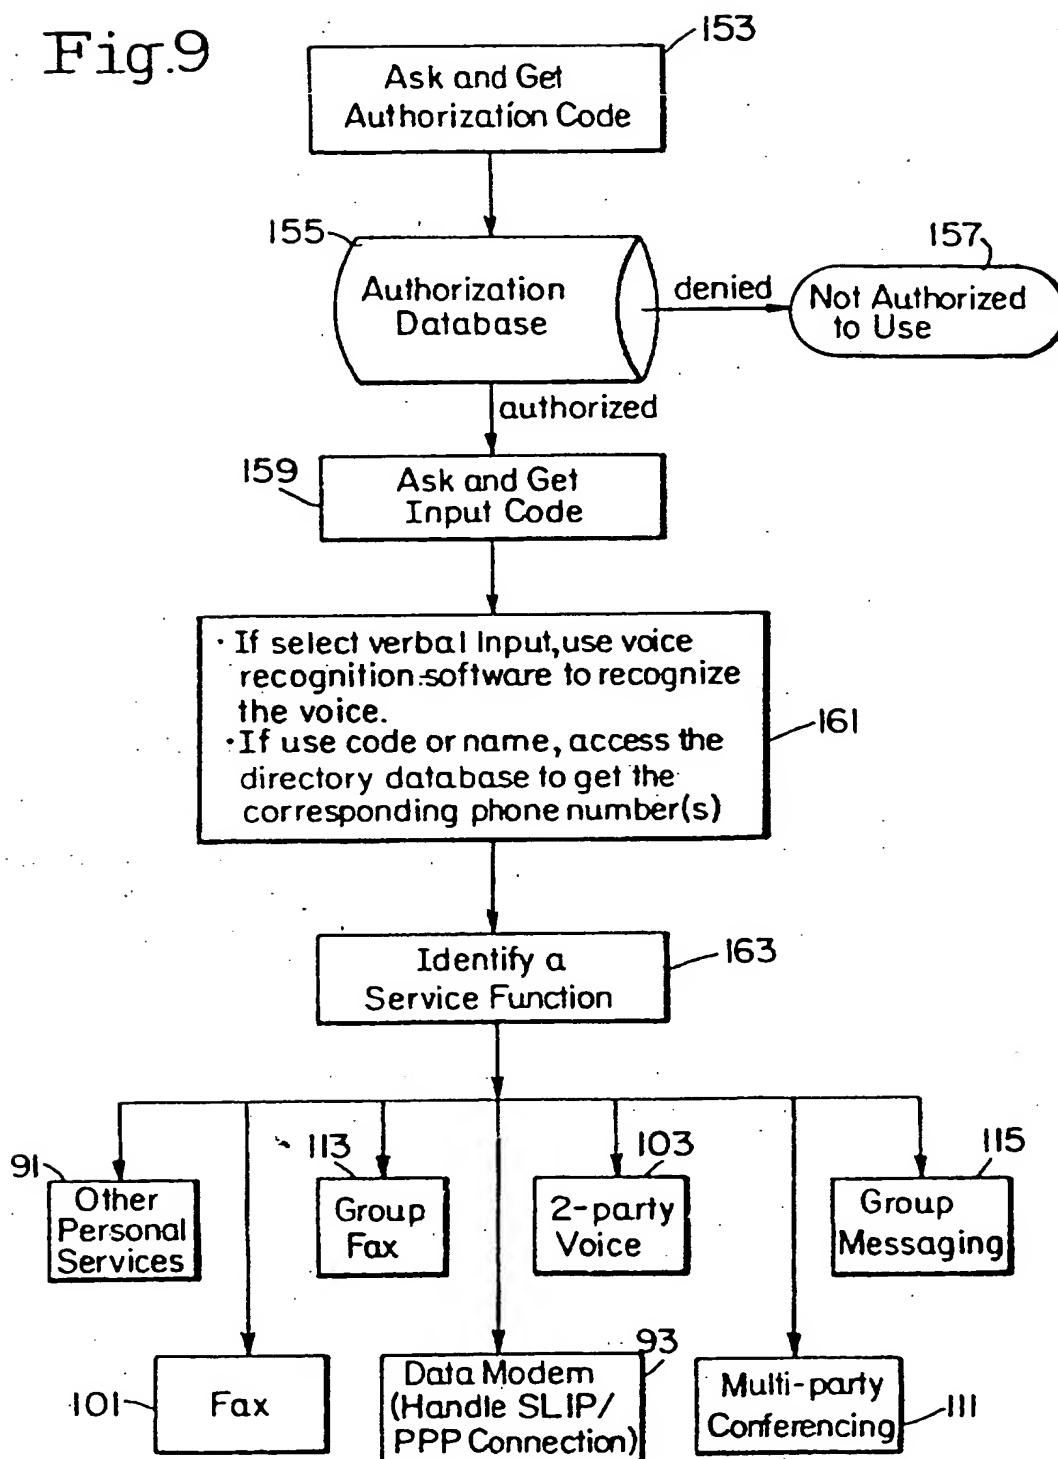 Fig.9
153
Ask and Get
Authorization Code
155
Authorization
Database
denied
157
Not Authorized
to Use
authorized
159
Ask and Get
Input Code
· If select verbal Input, use voice
recognition software to recognize
the voice.
· If use code or name, access the
directory database to get the
corresponding phone number(s)
161
Identify a
Service Function
163
91
Other
Personal
Services
113
Group
Fax
103
2-party
Voice
115
Group
Messaging
101
Fax
93
Data Modem
(Handle SLIP/
PPP Connection)
Multi-party
Conferencing
111